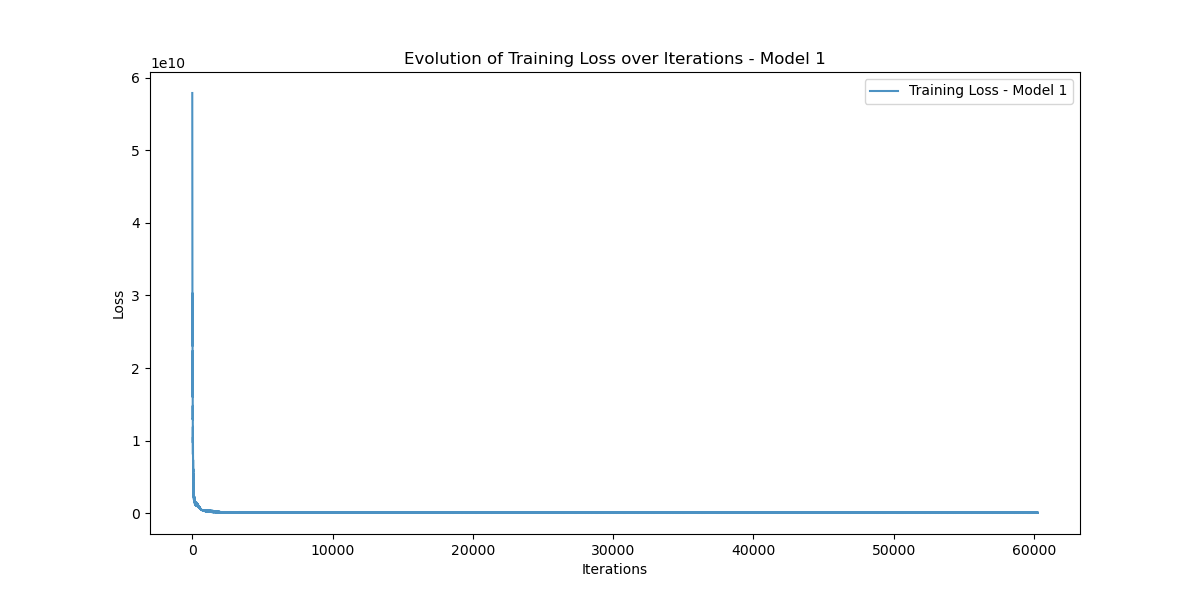 Evolution of Training Loss over Iterations - Model 1
1e10
Training Loss - Model 1
6
5
4
3
2
1
0
Loss
0 10000 20000 30000 40000 50000 60000
Iterations